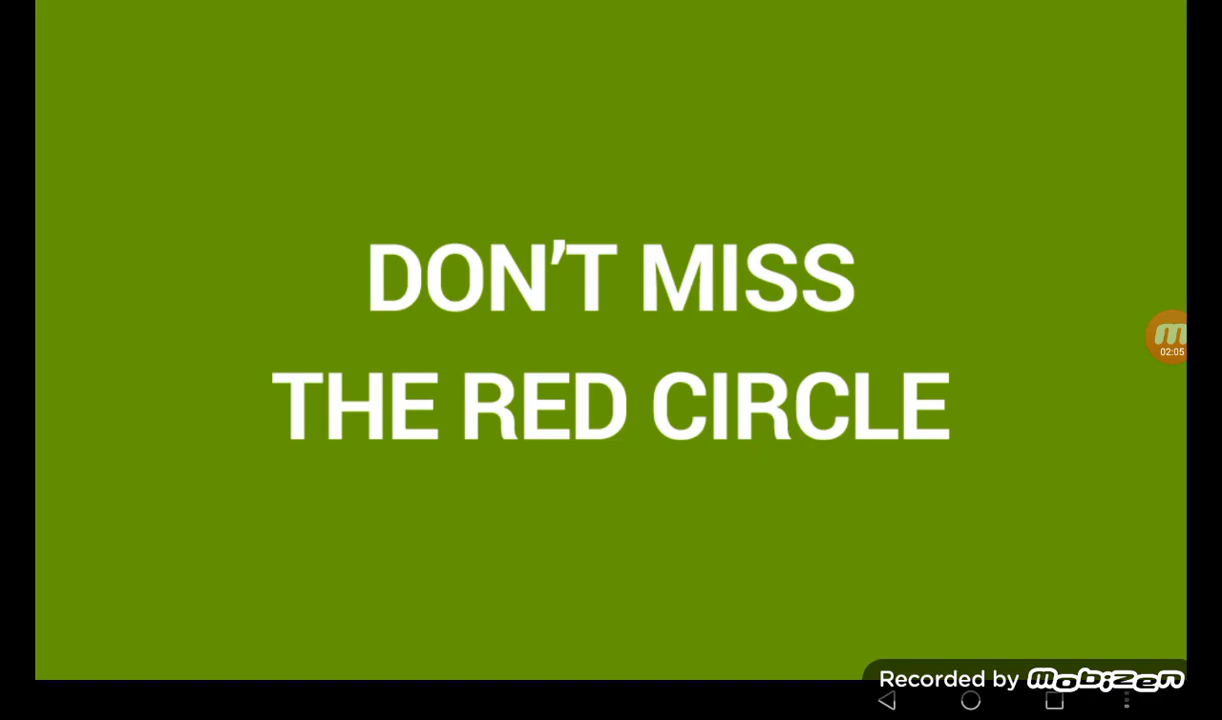 DON'T MISS
THE RED CIRCLE
m
02:05
Recorded by mobizen